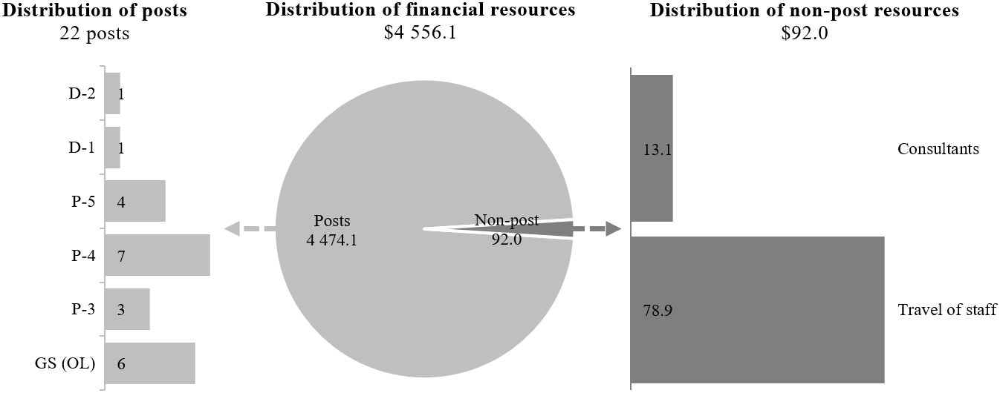 Distribution of posts
22 posts
D-2
1
D-1
1
P-5
4
P-4
7
P-3
3
GS (OL)
6
Distribution of financial resources
$4 556.1
Posts
4 474.1
Non-post
92.0
Distribution of non-post resources
$92.0
13.1
Consultants
78.9
Travel of staff